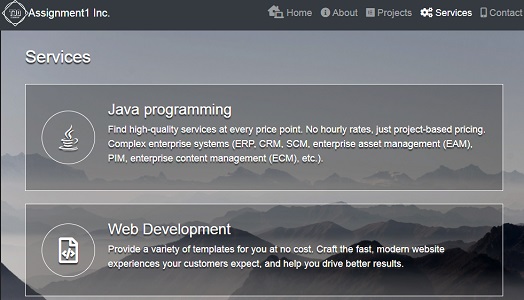 Assignment1 Inc. Home About Projects Services Contact
Services
Java programming
Find high-quality services at every price point. No hourly rates, just project-based pricing.
Complex enterprise systems (ERP, CRM, SCM, enterprise asset management (EAM),
PIM, enterprise content management (ECM), etc.).
Web Development
Provide a variety of templates for you at no cost. Craft the fast, modern website
experiences your customers expect, and help you drive better results.